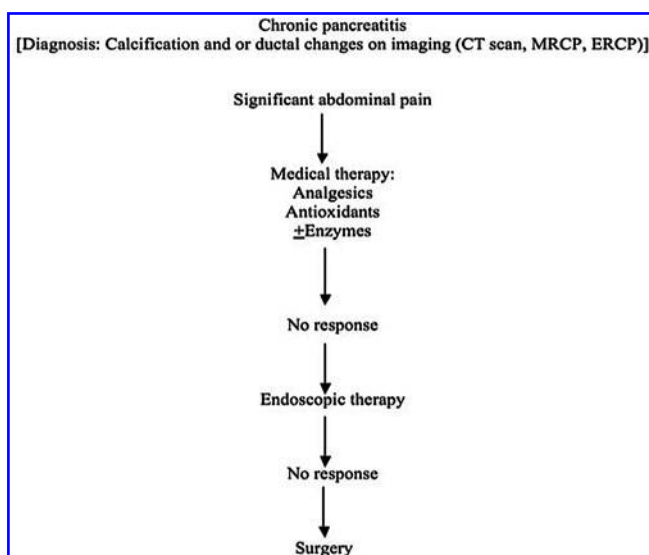 Chronic pancreatitis
[Diagnosis: Calcification and or ductal changes on imaging (CT scan, MRCP, ERCP)]
Significant abdominal pain
Medical therapy:
Analgesics
Antioxidants
±Enzymes
No response
Endoscopic therapy
No response
Surgery